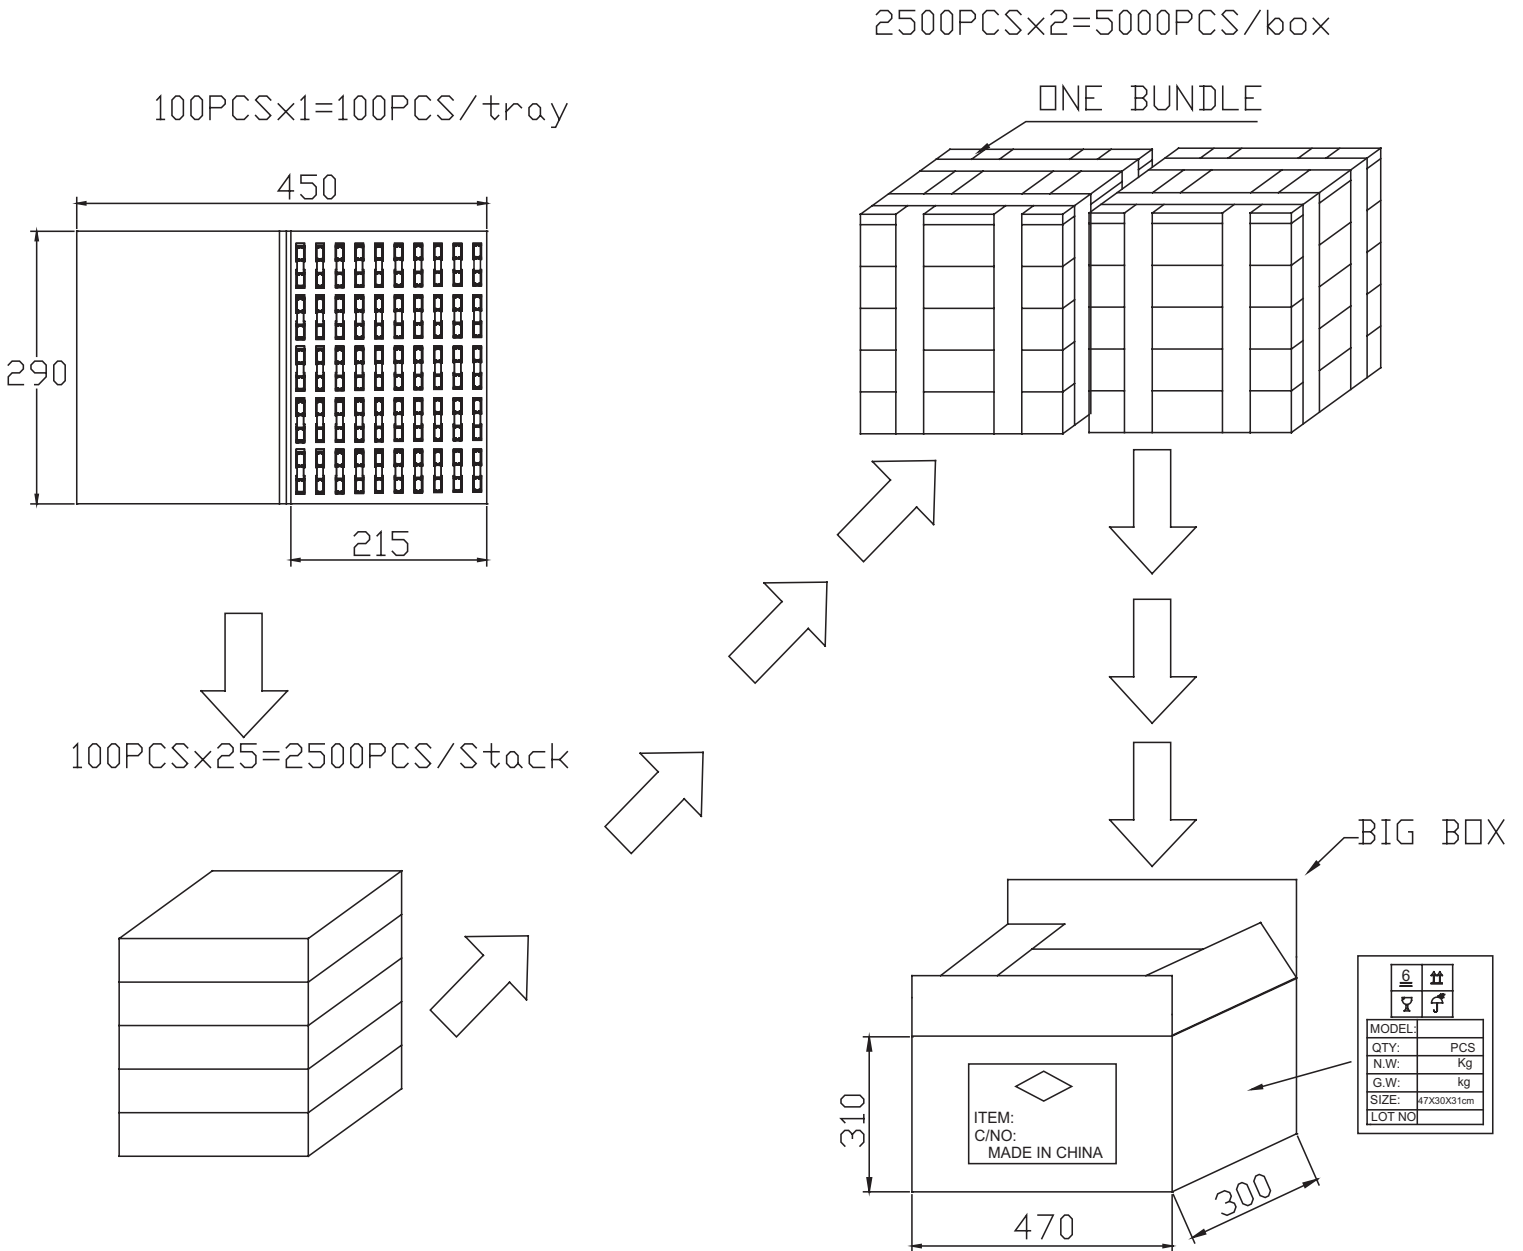 2500PCSx2=5000PCS/box
100PCSx1=100PCS/tray
ONE BUNDLE
450
290
215
100PCSx25=2500PCS/Stack
BIG BOX
6
MODEL:
QTY: PCS
N.W: Kg
G.W: kg
SIZE: 47X30X31cm
LOT NO
310
ITEM:
C/NO:
MADE IN CHINA
300
470